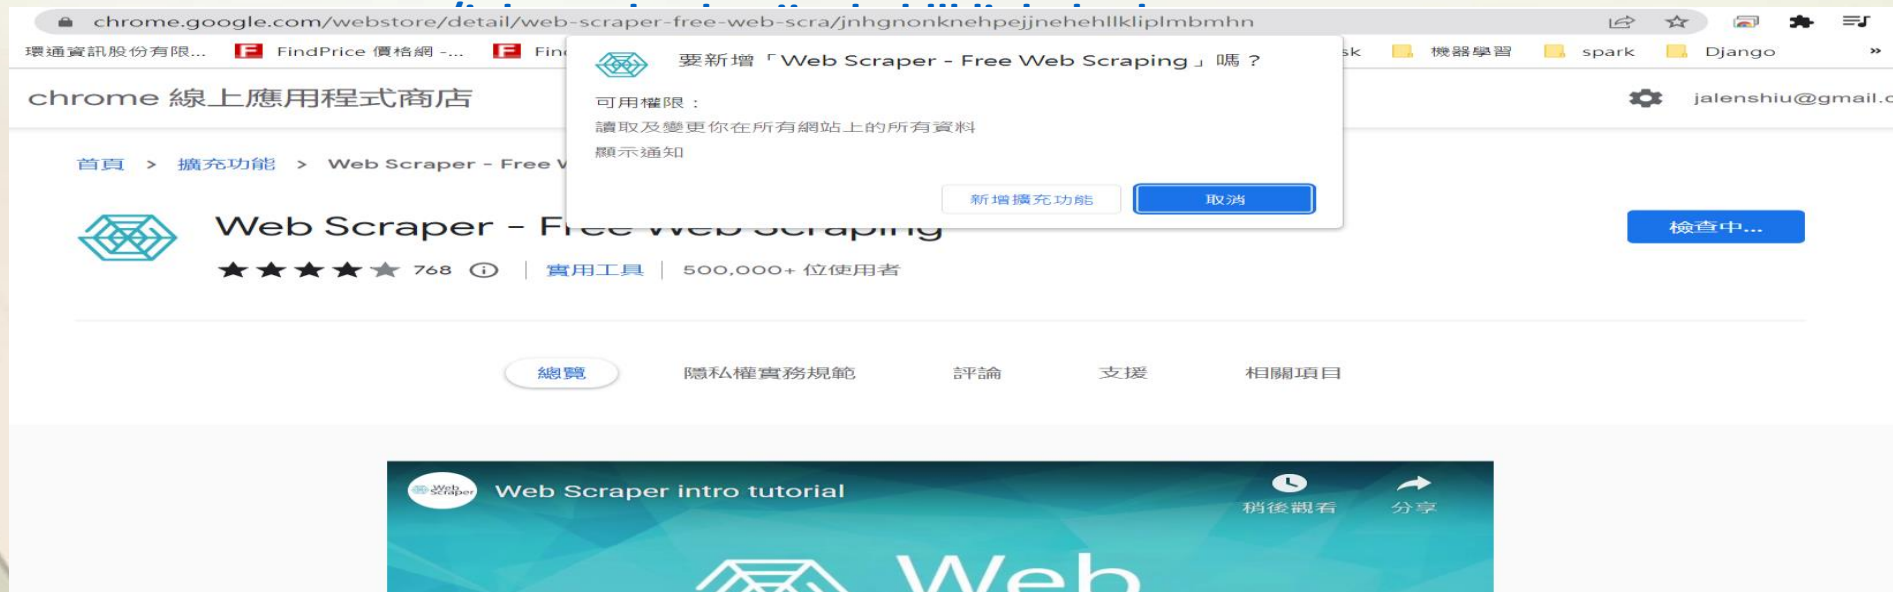 chrome.google.com/webstore/detail/web-scraper-free-web-scra/jnhgnonknehpejjnehehllkliplmbmhn
環通資訊股份有限... FindPrice 價格網 -... 機器學習 spark Django »
要新增「Web Scraper - Free Web Scraping」嗎？
chrome 線上應用程式商店
jalenshiu@gmail.c
可用權限：
讀取及變更你在所有網站上的所有資料
顯示通知
首頁 > 擴充功能 > Web Scraper - Free
新增擴充功能 取消
Web Scraper - Free Web Scraping
檢查中...
768 實用工具 500,000+ 位使用者
總覽 隱私權實務規範 評論 支援 相關項目
Web Scraper
Web Scraper intro tutorial
稍後觀看 分享
Web